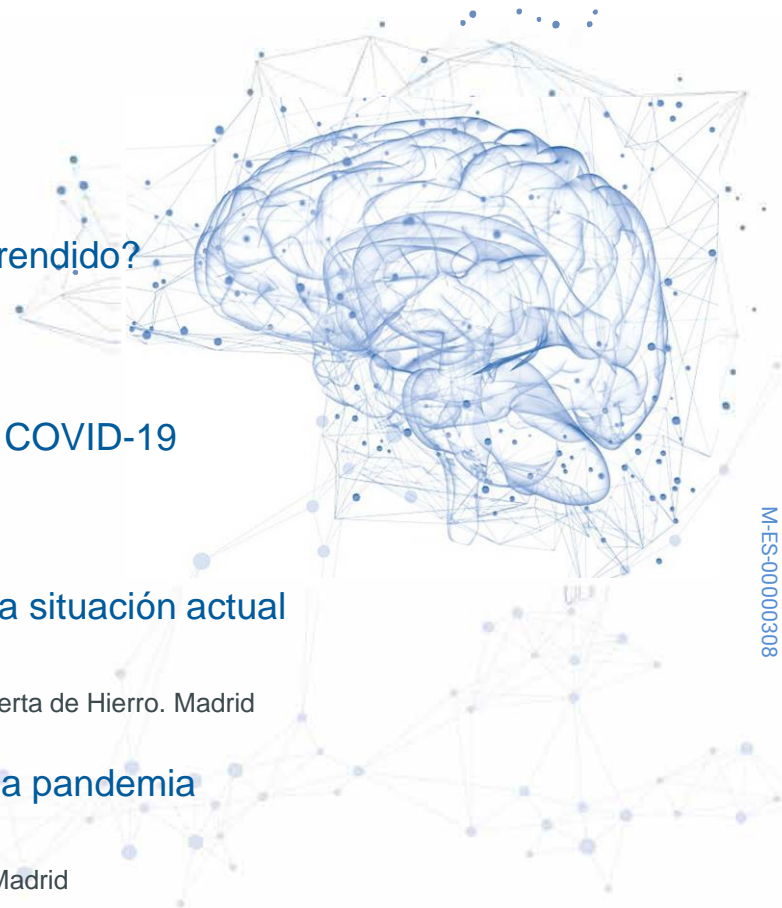 rendido?
COVID-19
a situación actual
erta de Hierro. Madrid
a pandemia
Madrid
M-ES-00000308